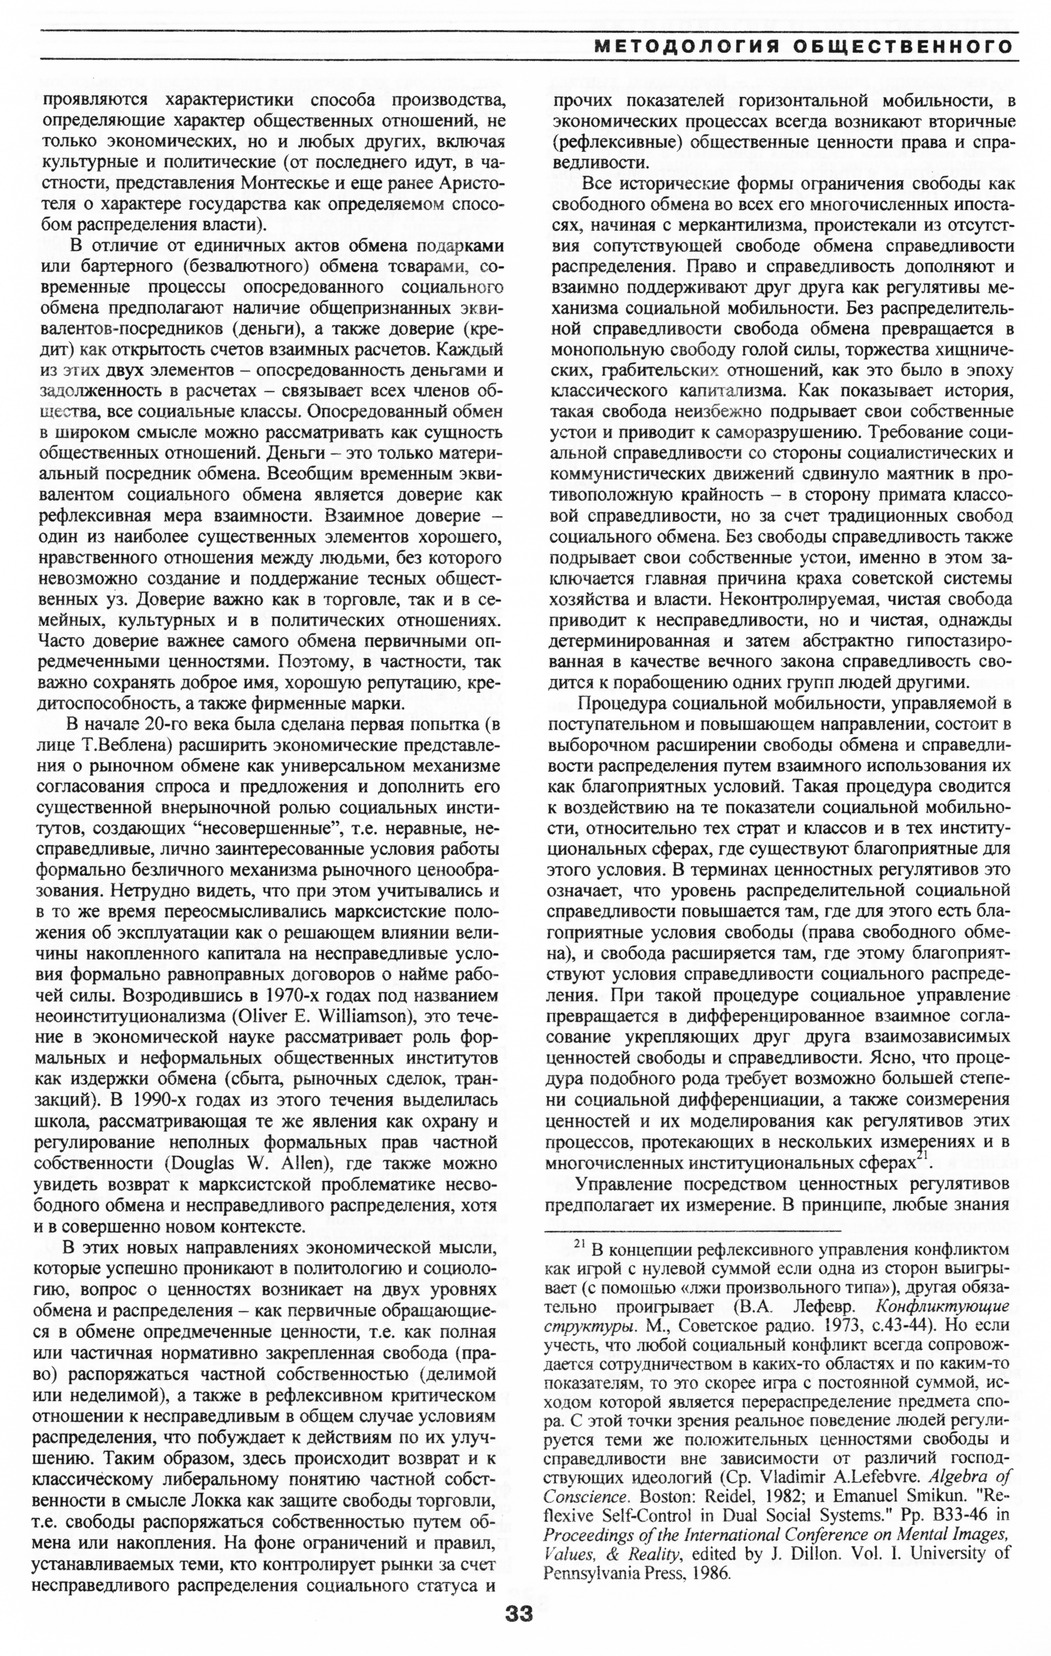 МЕТОДОЛОГИЯ ОБЩЕСТВЕННОГО
проявляются характеристики способа производства,
определяющие характер общественных отношений, не
только экономических, но и любых других, включая
культурные и политические (от последнего идут, в ча-
стности, представления Монтескье и еще ранее Аристо-
теля о характере государства как определяемом спосо-
бом распределения власти).
В отличие от единичных актов обмена подарками
или бартерного (безвалютного) обмена товарами, со-
временные процессы опосредованного социального
обмена предполагают наличие общепризнанных экви-
валентов-посредников (деньги), а также доверие (кре-
дит) как открытость счетов взаимных расчетов. Каждый
из этих двух элементов – опосредованность деньгами и
задолженность в расчетах – связывает всех членов об-
щества, все социальные классы. Опосредованный обмен
в широком смысле можно рассматривать как сущность
общественных отношений. Деньги – это только матери-
альный посредник обмена. Всеобщим временным экви-
валентом социального обмена является доверие как
рефлексивная мера взаимности. Взаимное доверие –
один из наиболее существенных элементов хорошего,
нравственного отношения между людьми, без которого
невозможно создание и поддержание тесных общест-
венных уз. Доверие важно как в торговле, так и в се-
мейных, культурных и в политических отношениях.
Часто доверие важнее самого обмена первичными оп-
редмеченными ценностями. Поэтому, в частности, так
важно сохранять доброе имя, хорошую репутацию, кре-
дитоспособность, а также фирменные марки.
В начале 20-го века была сделана первая попытка (в
лице Т.Веблена) расширить экономические представле-
ния о рыночном обмене как универсальном механизме
согласования спроса и предложения и дополнить его
существенной внерыночной ролью социальных инсти-
тутов, создающих “несовершенные”, т.е. неравные, не-
справедливые, лично заинтересованные условия работы
формально безличного механизма рыночного ценообра-
зования. Нетрудно видеть, что при этом учитывались и
в то же время переосмысливались марксистские поло-
жения об эксплуатации как о решающем влиянии вели-
чины накопленного капитала на несправедливые усло-
вия формально равноправных договоров о найме рабо-
чей силы. Возродившись в 1970-х годах под названием
неоинституционализма (Oliver E. Williamson), это тече-
ние в экономической науке рассматривает роль фор-
мальных и неформальных общественных институтов
как издержки обмена (сбыта, рыночных сделок, тран-
закций). В 1990-х годах из этого течения выделилась
школа, рассматривающая те же явления как охрану и
регулирование неполных формальных прав частной
собственности (Douglas W. Allen), где также можно
увидеть возврат к марксистской проблематике несво-
бодного обмена и несправедливого распределения, хотя
и в совершенно новом контексте.
В этих новых направлениях экономической мысли,
которые успешно проникают в политологию и социоло-
гию, вопрос о ценностях возникает на двух уровнях
обмена и распределения – как первичные обращающие-
ся в обмене опредмеченные ценности, т.е. как полная
или частичная нормативно закрепленная свобода (пра-
во) распоряжаться частной собственностью (делимой
или неделимой), а также в рефлексивном критическом
отношении к несправедливым в общем случае условиям
распределения, что побуждает к действиям по их улуч-
шению. Таким образом, здесь происходит возврат и к
классическому либеральному понятию частной собст-
венности в смысле Локка как защите свободы торговли,
т.е. свободы распоряжаться собственностью путем об-
мена или накопления. На фоне ограничений и правил,
устанавливаемых теми, кто контролирует рынки за счет
несправедливого распределения социального статуса и
прочих показателей горизонтальной мобильности, в
экономических процессах всегда возникают вторичные
(рефлексивные) общественные ценности права и спра-
ведливости.
Все исторические формы ограничения свободы как
свободного обмена во всех его многочисленных ипоста-
сях, начиная с меркантилизма, проистекали из отсутст-
вия сопутствующей свободе обмена справедливости
распределения. Право и справедливость дополняют и
взаимно поддерживают друг друга как регулятивы ме-
ханизма социальной мобильности. Без распределитель-
ной справедливости свобода обмена превращается в
монопольную свободу голой силы, торжества хищниче-
ских, грабительских отношений, как это было в эпоху
классического капитализма. Как показывает история,
такая свобода неизбежно подрывает свои собственные
устои и приводит к саморазрушению. Требование соци-
альной справедливости со стороны социалистических и
коммунистических движений сдвинуло маятник в про-
тивоположную крайность – в сторону примата классо-
вой справедливости, но за счет традиционных свобод
социального обмена. Без свободы справедливость также
подрывает свои собственные устои, именно в этом за-
ключается главная причина краха советской системы
хозяйства и власти. Неконтролируемая, чистая свобода
приводит к несправедливости, но и чистая, однажды
детерминированная и затем абстрактно гипостазиро-
ванная в качестве вечного закона справедливость сво-
дится к порабощению одних групп людей другими.
Процедура социальной мобильности, управляемой в
поступательном и повышающем направлении, состоит в
выборочном расширении свободы обмена и справедли-
вости распределения путем взаимного использования их
как благоприятных условий. Такая процедура сводится
к воздействию на те показатели социальной мобильно-
сти, относительно тех страт и классов и в тех институ-
циональных сферах, где существуют благоприятные для
этого условия. В терминах ценностных регулятивов это
означает, что уровень распределительной социальной
справедливости повышается там, где для этого есть бла-
гоприятные условия свободы (права свободного обме-
на), и свобода расширяется там, где этому благоприят-
ствуют условия справедливости социального распреде-
ления. При такой процедуре социальное управление
превращается в дифференцированное взаимное согла-
сование укрепляющих друг друга взаимозависимых
ценностей свободы и справедливости. Ясно, что проце-
дура подобного рода требует возможно большей степе-
ни социальной дифференциации, а также соизмерения
ценностей и их моделирования как регулятивов этих
процессов, протекающих в нескольких измерениях и в
многочисленных институциональных сферах21.
Управление посредством ценностных регулятивов
предполагает их измерение. В принципе, любые знания
21 В концепции рефлексивного управления конфликтом
как игрой с нулевой суммой если одна из сторон выигры-
вает (с помощью «лжи произвольного типа»), другая обяза-
тельно проигрывает (В.А. Лефевр. Конфликтующие
структуры. М., Советское радио. 1973, с.43-44). Но если
учесть, что любой социальный конфликт всегда сопровож-
дается сотрудничеством в каких-то областях и по каким-то
показателям, то это скорее игра с постоянной суммой, ис-
ходом которой является перераспределение предмета спо-
ра. С этой точки зрения реальное поведение людей регули-
руется теми же положительных ценностями свободы и
справедливости вне зависимости от различий господ-
ствующих идеологий (Ср. Vladimir A.Lefebvre. Algebra of
Conscience. Boston: Reidel, 1982; и Emanuel Smikun. "Re-
flexive Self-Control in Dual Social Systems." Pp. B33-46 in
Proceedings of the International Conference on Mental Images,
Values, & Reality, edited by J. Dillon. Vol. I. University of
Pennsylvania Press, 1986.
33